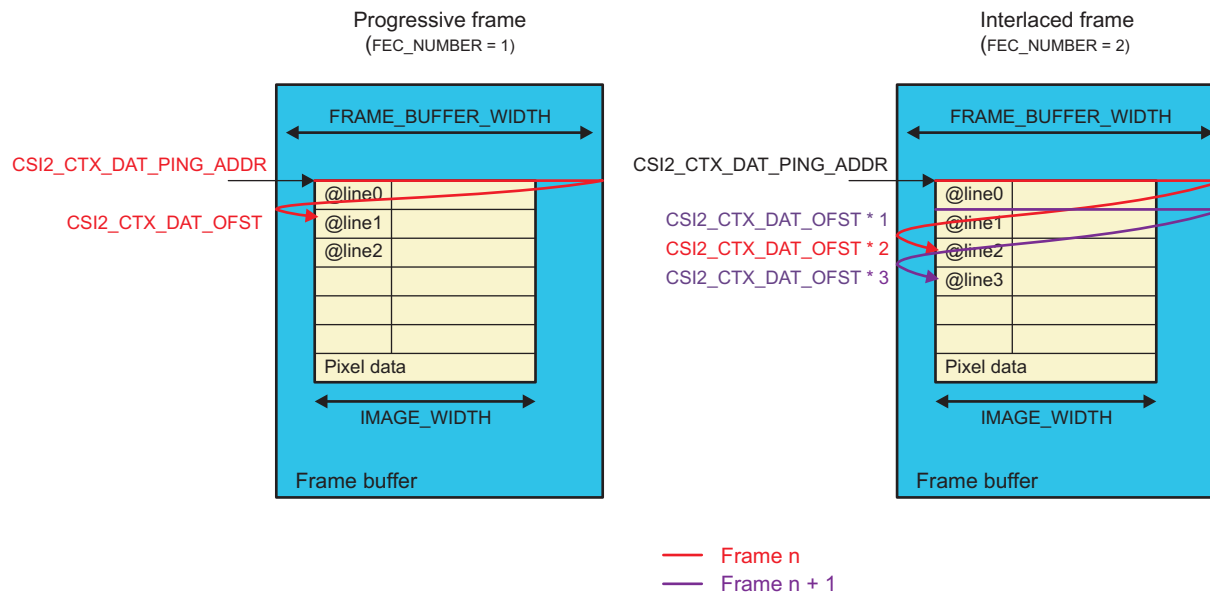 Progressive frame
(FEC_NUMBER = 1)
FRAME_BUFFER_WIDTH
CSI2_CTX_DAT_PING_ADDR
@line0
CSI2_CTX_DAT_OFST
@line1
@line2
Pixel data
IMAGE_WIDTH
Frame buffer
Interlaced frame
(FEC_NUMBER = 2)
FRAME_BUFFER_WIDTH
CSI2_CTX_DAT_PING_ADDR
@line0
CSI2_CTX_DAT_OFST * 1
@line1
CSI2_CTX_DAT_OFST * 2
@line2
CSI2_CTX_DAT_OFST * 3
@line3
Pixel data
IMAGE_WIDTH
Frame buffer
Frame n
Frame n + 1